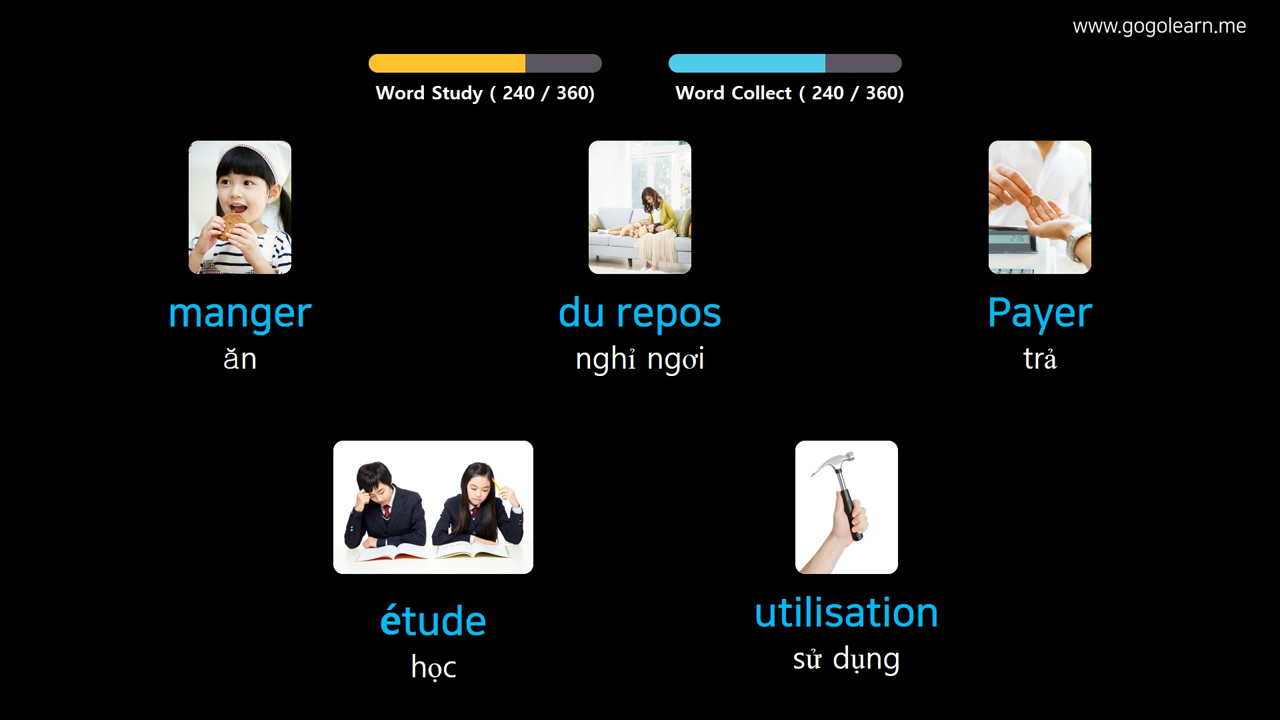 www.gogolearn.me
Word Study ( 240 / 360)
Word Collect ( 240 / 360)
manger
ăn
du repos
nghỉ ngơi
Payer
trả
étude
học
utilisation
sử dụng